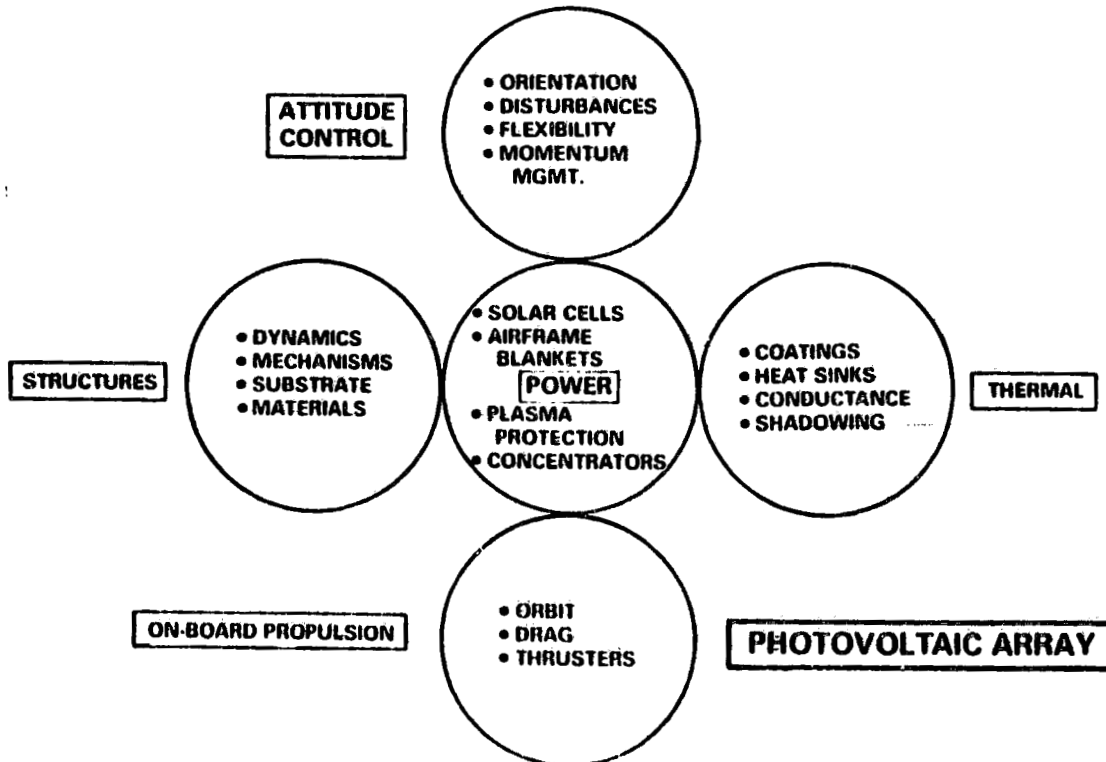 ATTITUDE
CONTROL
• ORIENTATION
• DISTURBANCES
• FLEXIBILITY
• MOMENTUM
MGMT.
STRUCTURES
• DYNAMICS
• MECHANISMS
• SUBSTRATE
• MATERIALS
• SOLAR CELLS
• AIRFRAME
BLANKETS
POWER
• PLASMA
PROTECTION
• CONCENTRATORS
• COATINGS
• HEAT SINKS
• CONDUCTANCE
• SHADOWING
THERMAL
ON-BOARD PROPULSION
• ORBIT
• DRAG
• THRUSTERS
PHOTOVOLTAIC ARRAY